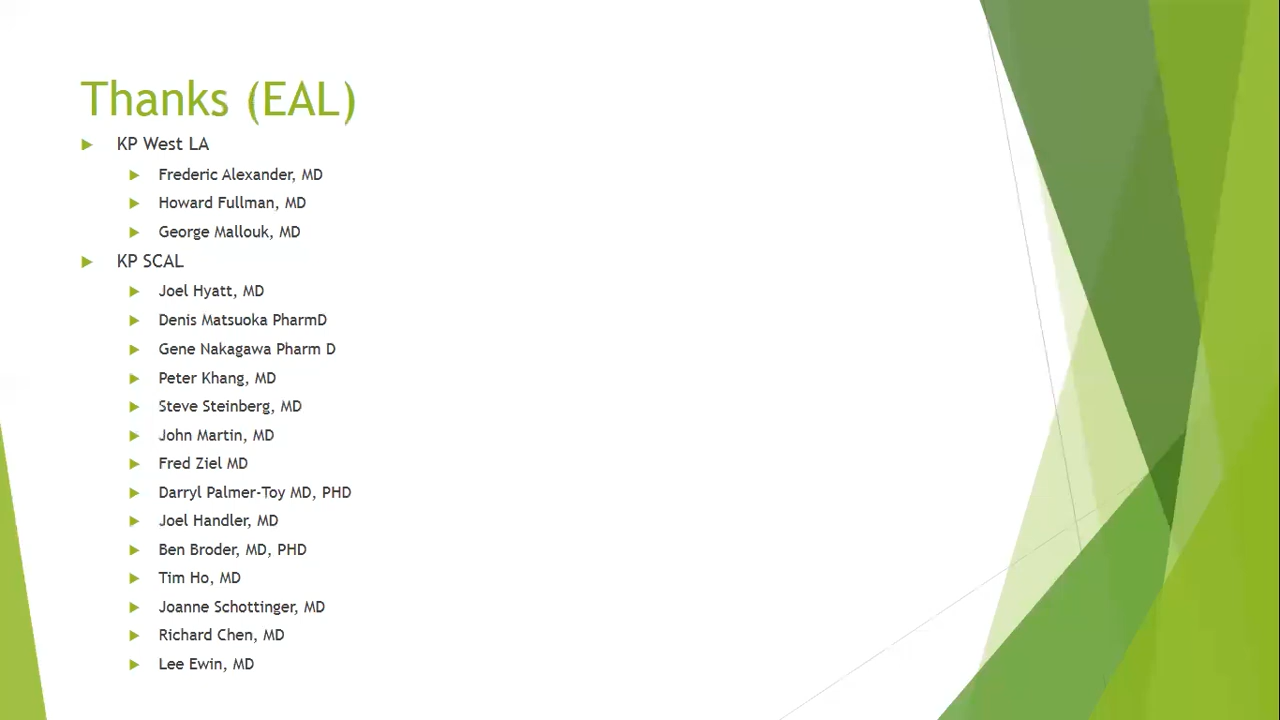 Thanks (EAL)
KP West LA
Frederic Alexander, MD
Howard Fullman, MD
George Mallouk, MD
KP SCAL
Joel Hyatt, MD
Denis Matsuoka PharmD
Gene Nakagawa Pharm D
Peter Khang, MD
Steve Steinberg, MD
John Martin, MD
Fred Ziel MD
Darryl Palmer-Toy MD, PHD
Joel Handler, MD
Ben Broder, MD, PHD
Tim Ho, MD
Joanne Schottinger, MD
Richard Chen, MD
Lee Ewin, MD